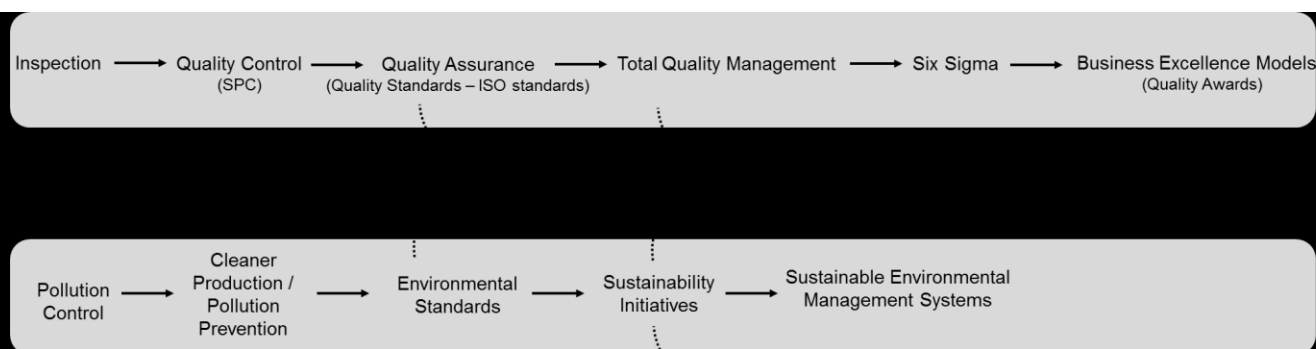 Inspection
Quality Control
(SPC)
Quality Assurance
(Quality Standards – ISO standards)
Total Quality Management
Six Sigma
Business Excellence Models
(Quality Awards)
Pollution
Control
Cleaner
Production /
Pollution
Prevention
Environmental
Standards
Sustainability
Initiatives
Sustainable Environmental
Management Systems